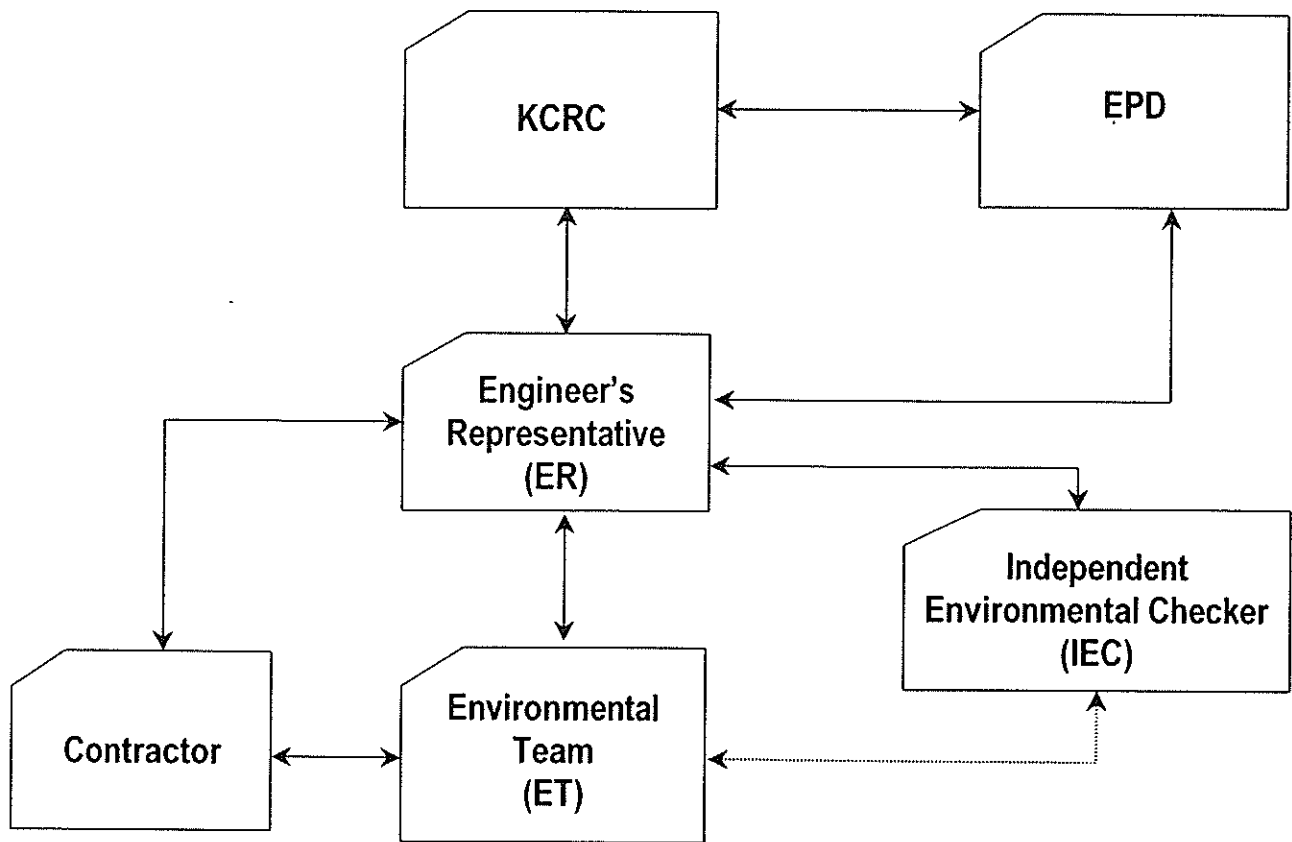 KCRC
EPD
Engineer's
Representative
(ER)
Independent
Environmental Checker
(IEC)
Contractor
Environmental
Team
(ET)